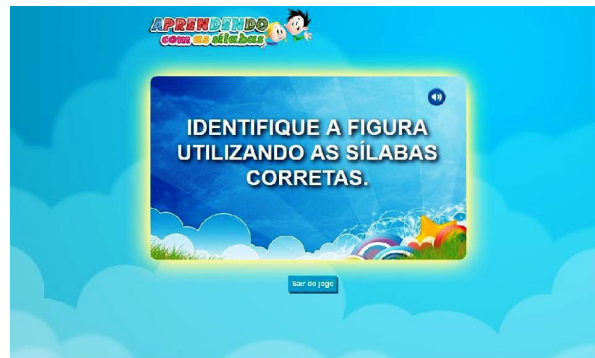 APRENDENDO
com as sílabas
IDENTIFIQUE A FIGURA
UTILIZANDO AS SÍLABAS
CORRETAS.
Sair do jogo